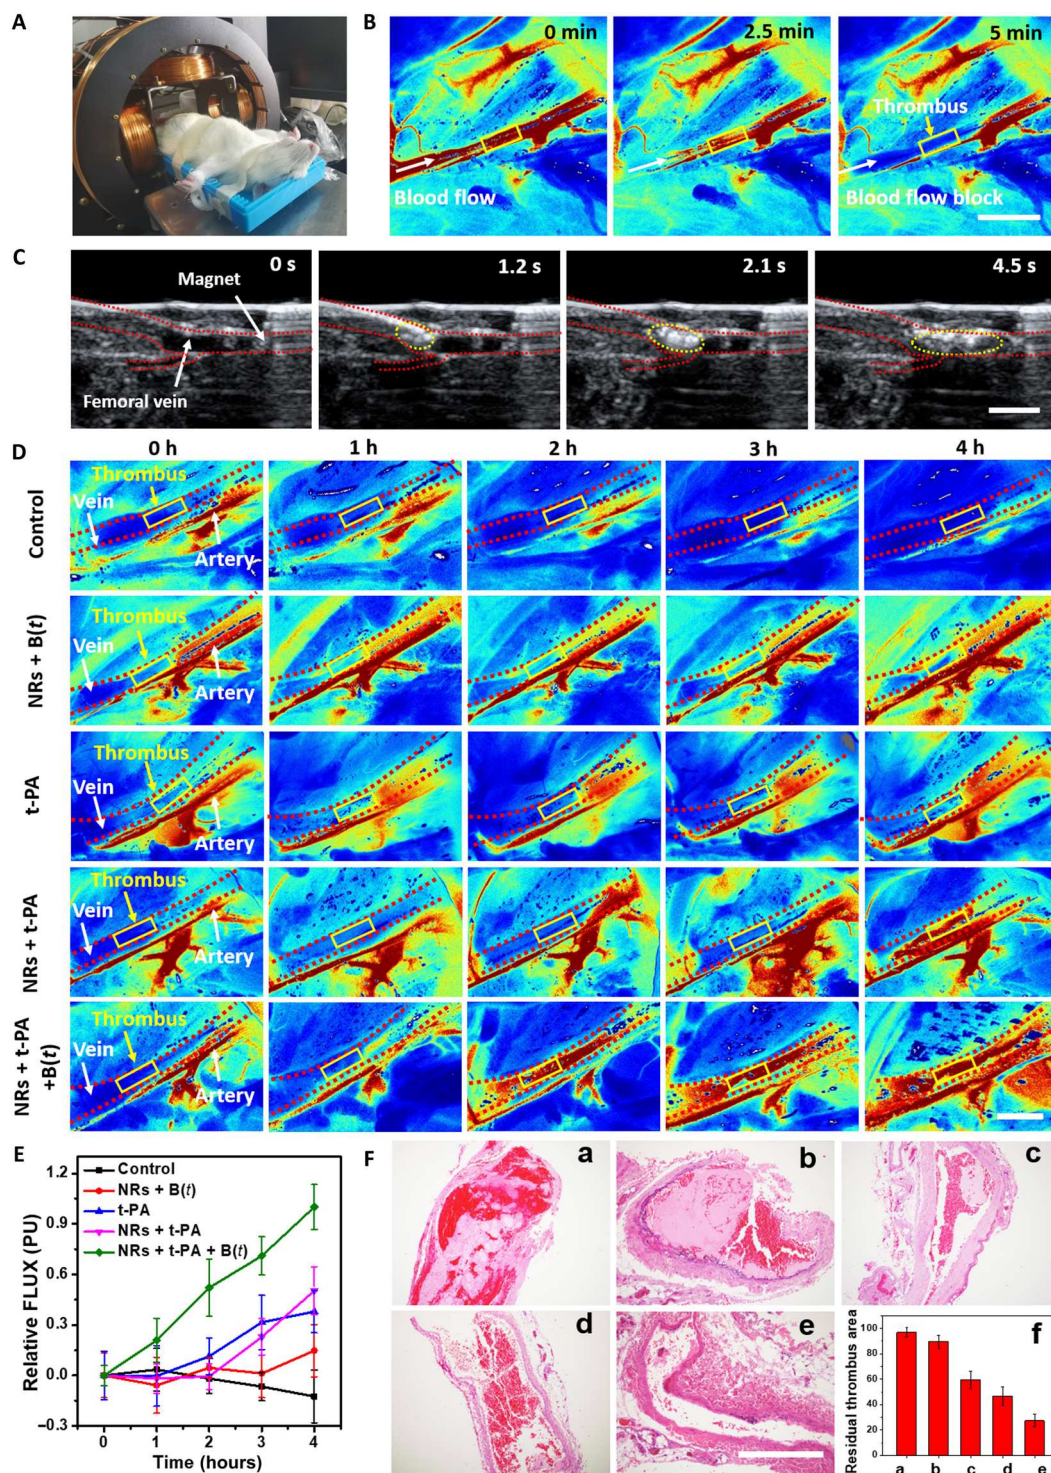 A
B
0 min
2.5 min
5 min
Thrombus
Blood flow
Blood flow block
C
0 s
1.2 s
2.1 s
4.5 s
Magnet
Femoral vein
D
0 h
1 h
2 h
3 h
4 h
Control
Thrombus
Vein
Artery
NRs + B(t)
Thrombus
Vein
Artery
t-PA
Thrombus
Vein
Artery
NRs + t-PA
Thrombus
Vein
Artery
NRs + t-PA
+B(t)
Thrombus
Vein
Artery
E
Relative FLUX (PU)
1.2
0.9
0.6
0.3
0.0
−0.3
Control
NRs + B(t)
t-PA
NRs + t-PA
NRs + t-PA + B(t)
0 1 2 3 4
Time (hours)
F
a
b
c
d
e
f
Residual thrombus area
100
80
60
40
20
0
a b c d e